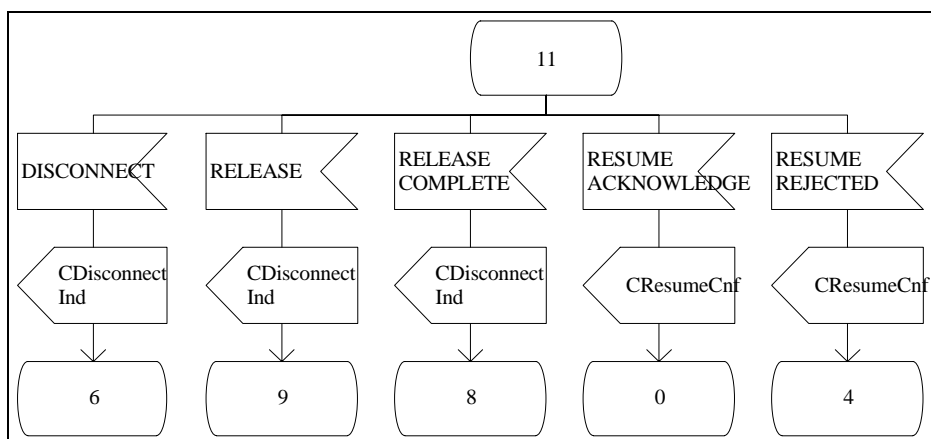 11
DISCONNECT
RELEASE
RELEASE
COMPLETE
RESUME
ACKNOWLEDGE
RESUME
REJECTED
CDisconnect
Ind
CDisconnect
Ind
CDisconnect
Ind
CResumeCnf
CResumeCnf
6
9
8
0
4